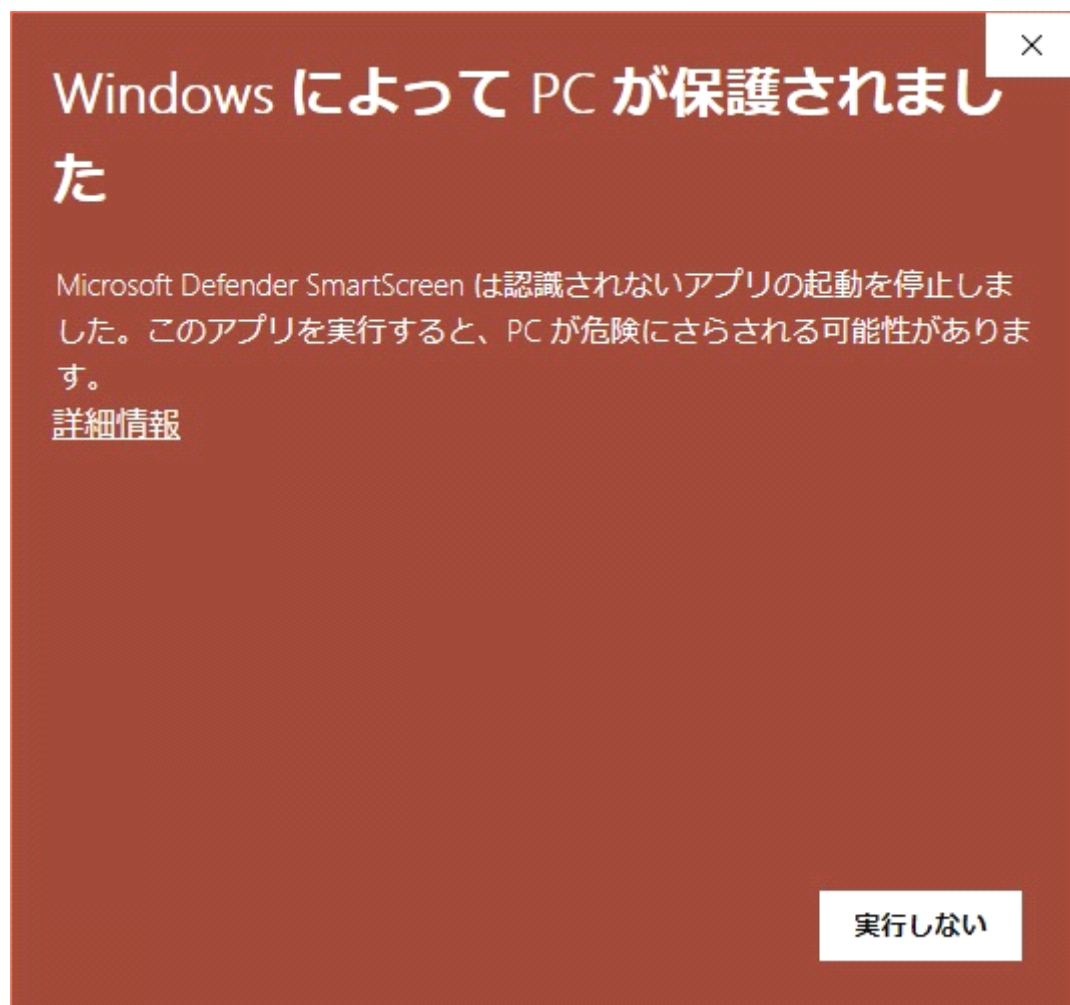 Windows によって PC が保護されまし
た
Microsoft Defender SmartScreen は認識されないアプリの起動を停止しま
した。このアプリを実行すると、PC が危険にさらされる可能性がありま
す。
詳細情報
実行しない